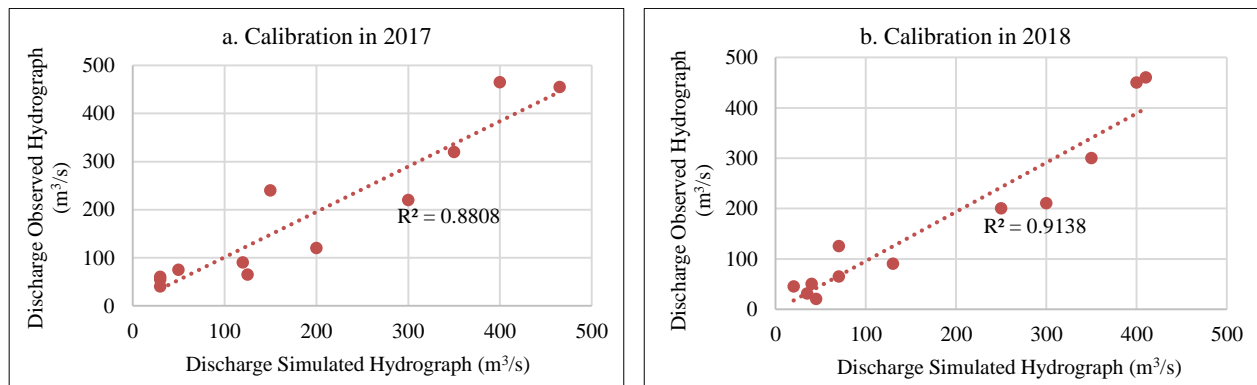 a. Calibration in 2017
Discharge Observed Hydrograph
(m³/s)
500
400
300
200
100
0
R² = 0.8808
0 100 200 300 400 500
Discharge Simulated Hydrograph (m³/s)
b. Calibration in 2018
Discharge Observed Hydrograph
(m³/s)
500
400
300
200
100
0
R² = 0.9138
0 100 200 300 400 500
Discharge Simulated Hydrograph (m³/s)